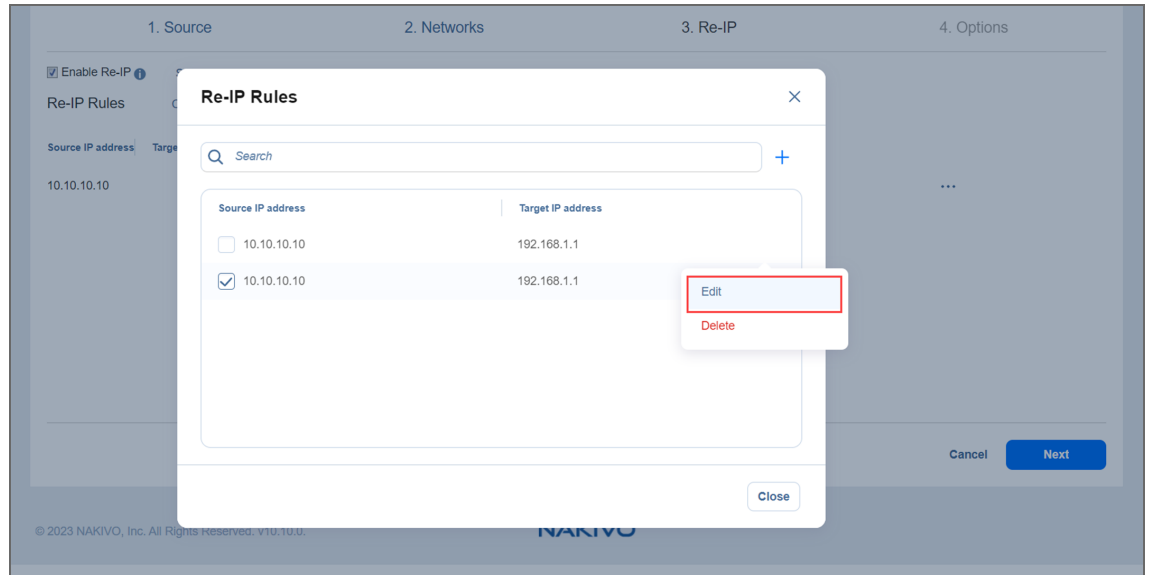 1. Source 2. Networks 3. Re-IP 4. Options
Enable Re-IP
Re-IP Rules
Source IP address Targe
10.10.10.10
...
Re-IP Rules
Search
Source IP address Target IP address
10.10.10.10 192.168.1.1
10.10.10.10 192.168.1.1
Edit
Delete
Close
Cancel Next
© 2023 NAKIVO, Inc. All Rights Reserved. v10.10.0.
NAKIVO